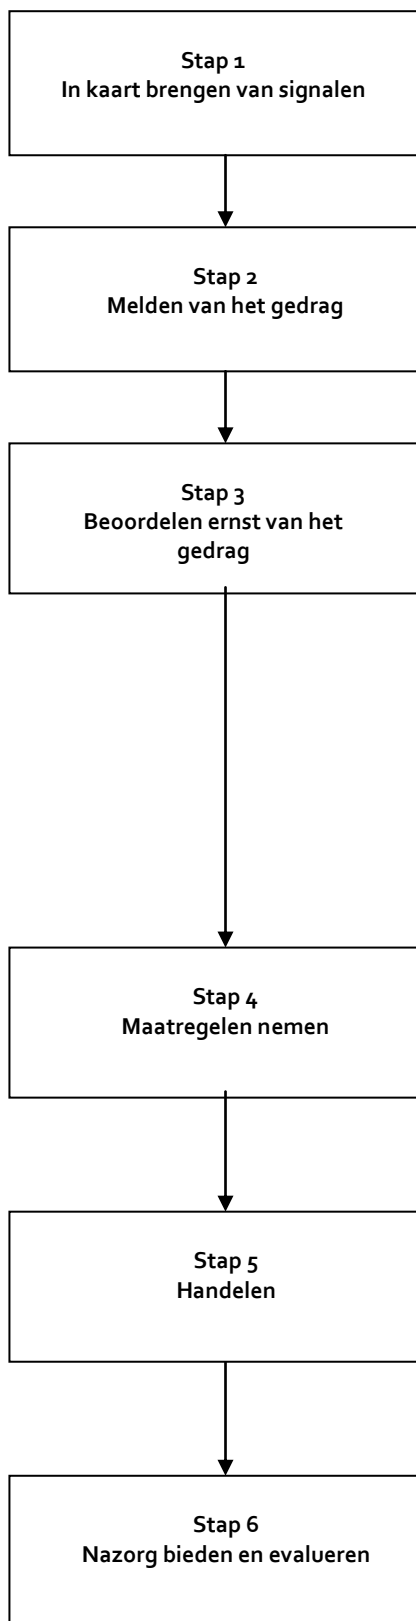 Stap 1
In kaart brengen van signalen
Stap 2
Melden van het gedrag
Stap 3
Beoordelen ernst van het
gedrag
Stap 4
Maatregelen nemen
Stap 5
Handelen
Stap 6
Nazorg bieden en evalueren